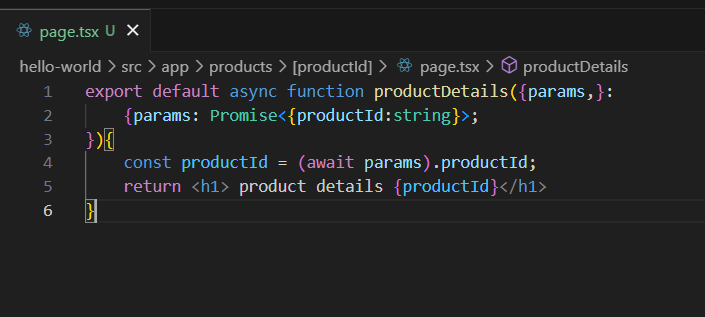 page.tsx U
hello-world > src > app > products > [productId] > page.tsx > productDetails
1 export default async function productDetails({params,}:
2 {params: Promise<{productId:string}>;
3 }){
4 const productId = (await params).productId;
5 return <h1> product details {productId}</h1>
6 }